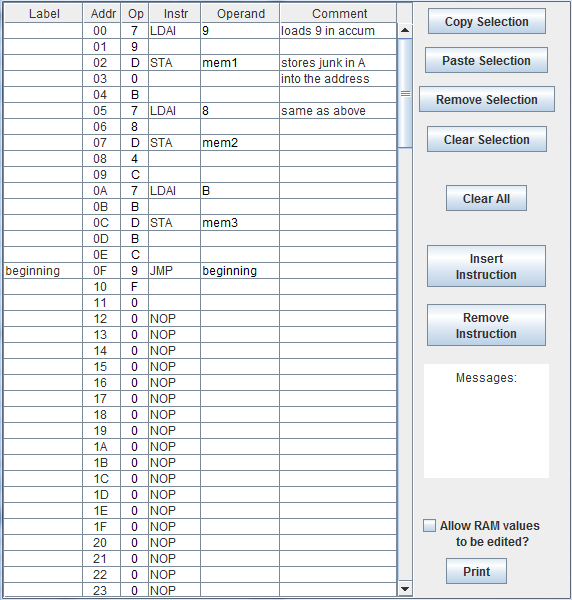 Label Addr Op Instr Operand Comment
00 7 LDAI 9 loads 9 in accum
01 9
02 D STA mem1 stores junk in A
03 0 into the address
04 B
05 7 LDAI 8 same as above
06 8
07 D STA mem2
08 4
09 C
0A 7 LDAI B
0B B
0C D STA mem3
0D B
0E C
beginning 0F 9 JMP beginning
10 F
11 0
12 0 NOP
13 0 NOP
14 0 NOP
15 0 NOP
16 0 NOP
17 0 NOP
18 0 NOP
19 0 NOP
1A 0 NOP
1B 0 NOP
1C 0 NOP
1D 0 NOP
1E 0 NOP
1F 0 NOP
20 0 NOP
21 0 NOP
22 0 NOP
23 0 NOP
Copy Selection
Paste Selection
Remove Selection
Clear Selection
Clear All
Insert
Instruction
Remove
Instruction
Messages:
Allow RAM values
to be edited?
Print